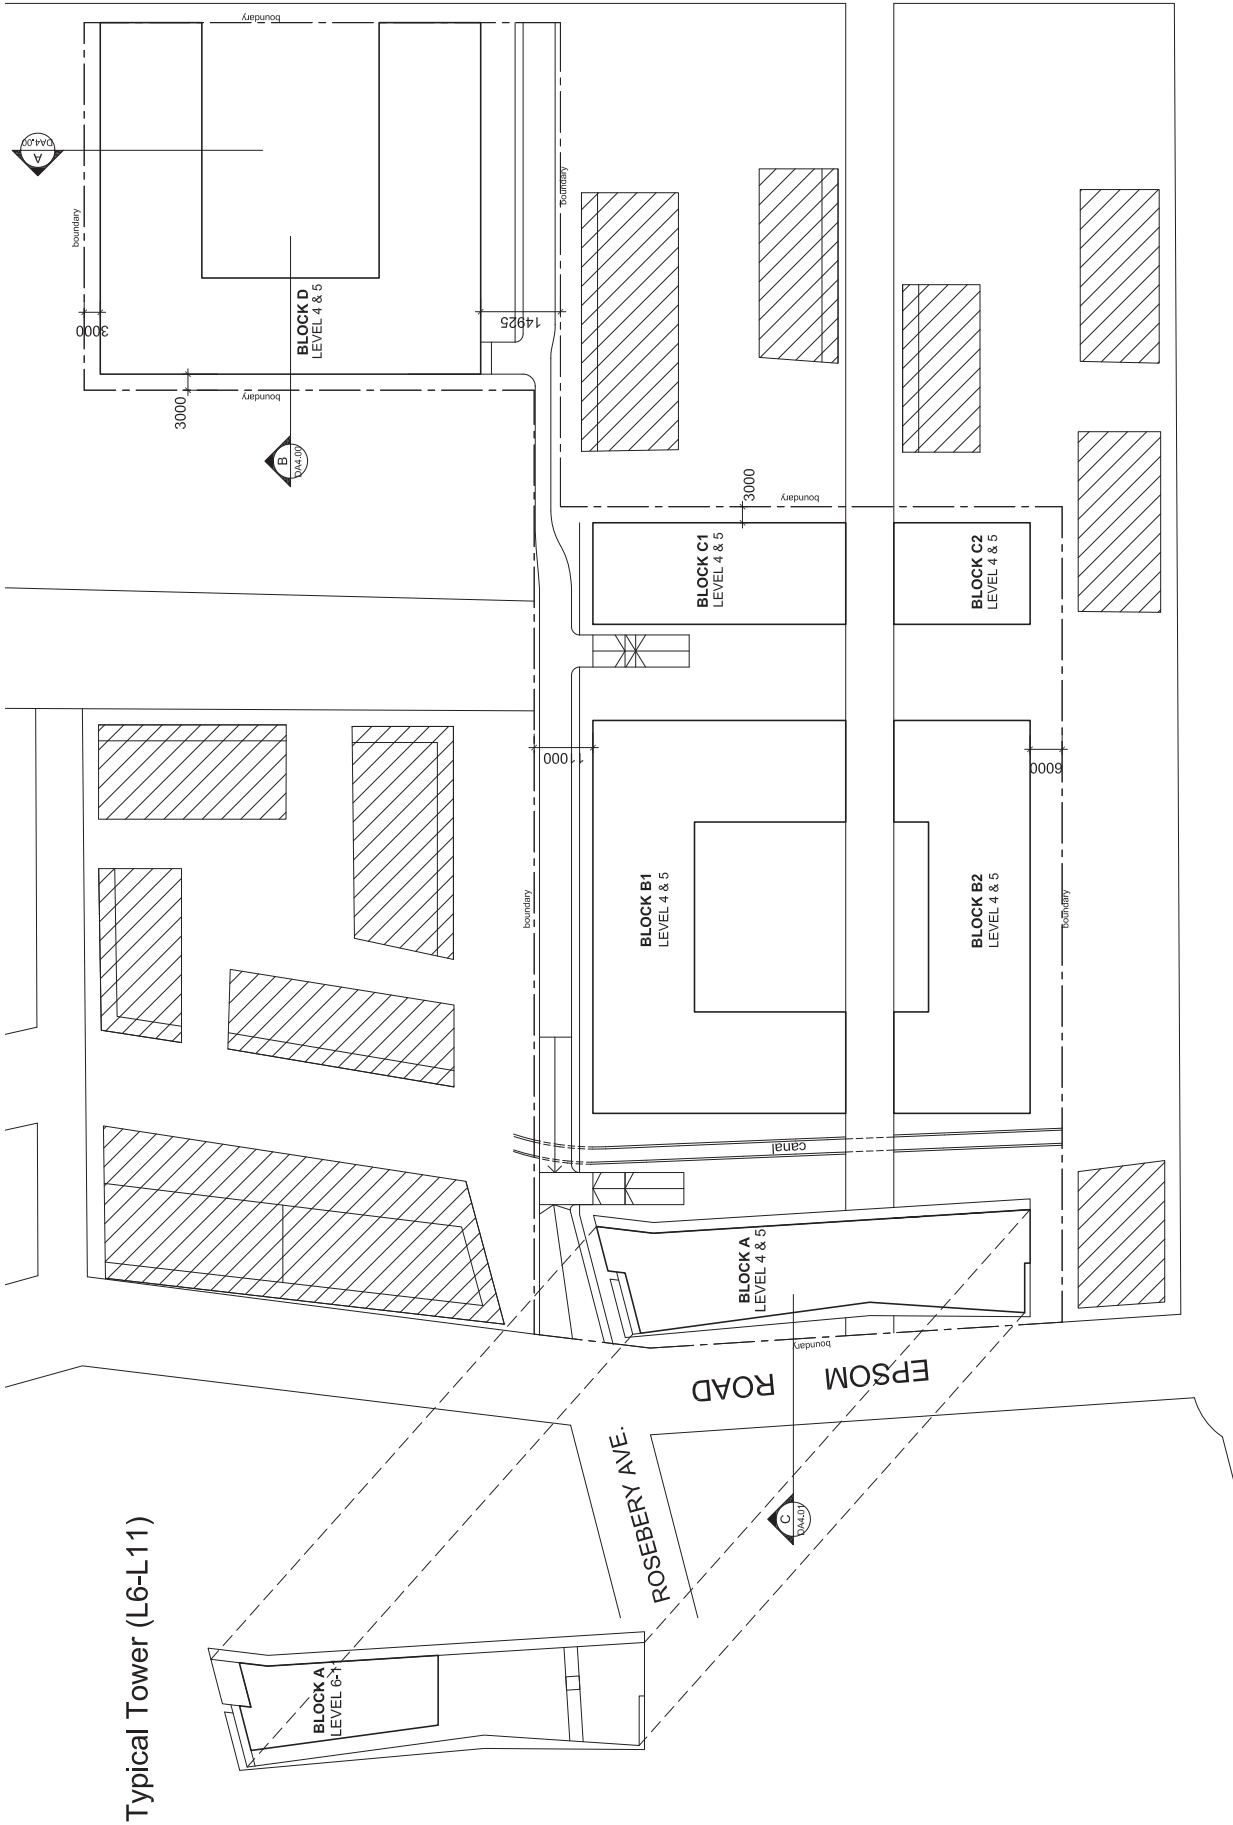 boundary
A
DA4.00
boundary
boundary
3000
BLOCK D
LEVEL 4 & 5
14925
3000
boundary
B
DA4.00
3000
boundary
BLOCK C1
LEVEL 4 & 5
BLOCK C2
LEVEL 4 & 5
11000
6000
boundary
BLOCK B1
LEVEL 4 & 5
BLOCK B2
LEVEL 4 & 5
boundary
canal
BLOCK A
LEVEL 4 & 5
boundary
EPSOM
ROAD
ROSEBERY AVE.
C
DA4.01
Typical Tower (L6-L11)
BLOCK A
LEVEL 6-11